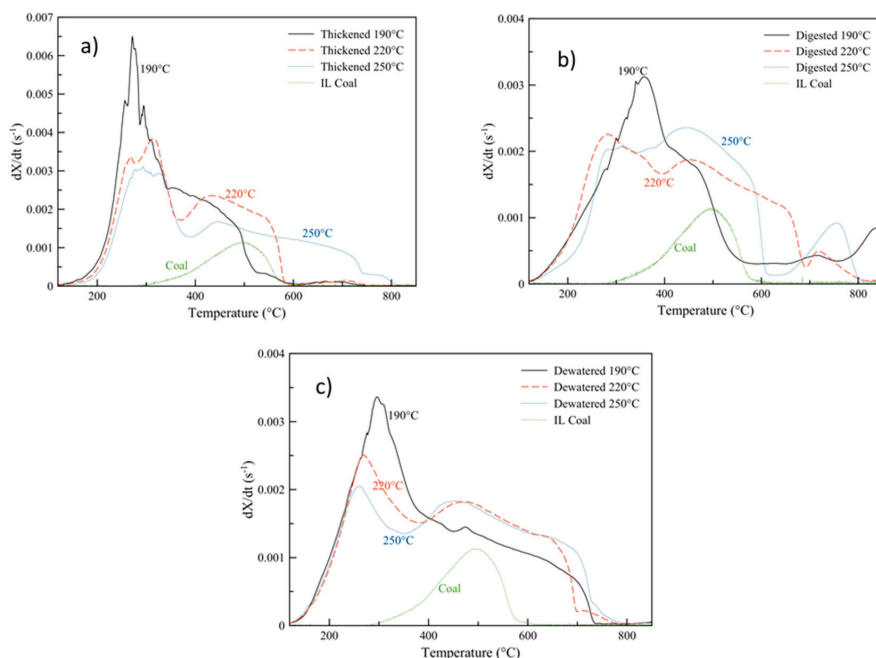 a)
0.007
0.006
0.005
0.004
0.003
0.002
0.001
0
dX/dt (s⁻¹)
200
400
600
800
Temperature (°C)
Thickened 190°C
Thickened 220°C
Thickened 250°C
IL Coal
190°C
220°C
250°C
Coal
b)
0.004
0.003
0.002
0.001
0
dX/dt (s⁻¹)
200
400
600
800
Temperature (°C)
Digested 190°C
Digested 220°C
Digested 250°C
IL Coal
190°C
250°C
220°C
Coal
c)
0.004
0.003
0.002
0.001
0
dX/dt (s⁻¹)
200
400
600
800
Temperature (°C)
Dewatered 190°C
Dewatered 220°C
Dewatered 250°C
IL Coal
190°C
220°C
250°C
Coal